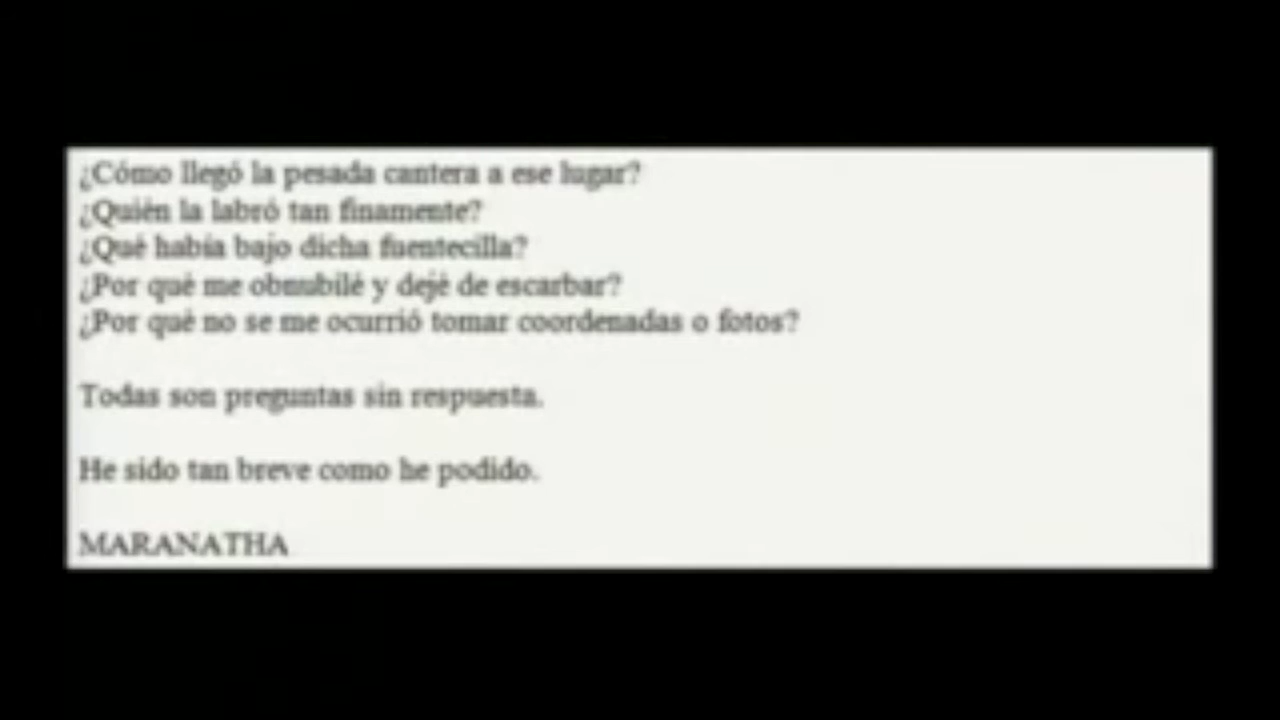 ¿Cómo llegó la pesada cantera a ese lugar?
¿Quién la labró tan finamente?
¿Qué había bajo dicha fuentecilla?
¿Por qué me obnubilé y dejé de escarbar?
¿Por qué no se me ocurrió tomar coordenadas o fotos?
Todas son preguntas sin respuesta.
He sido tan breve como he podido.
MARANATHA